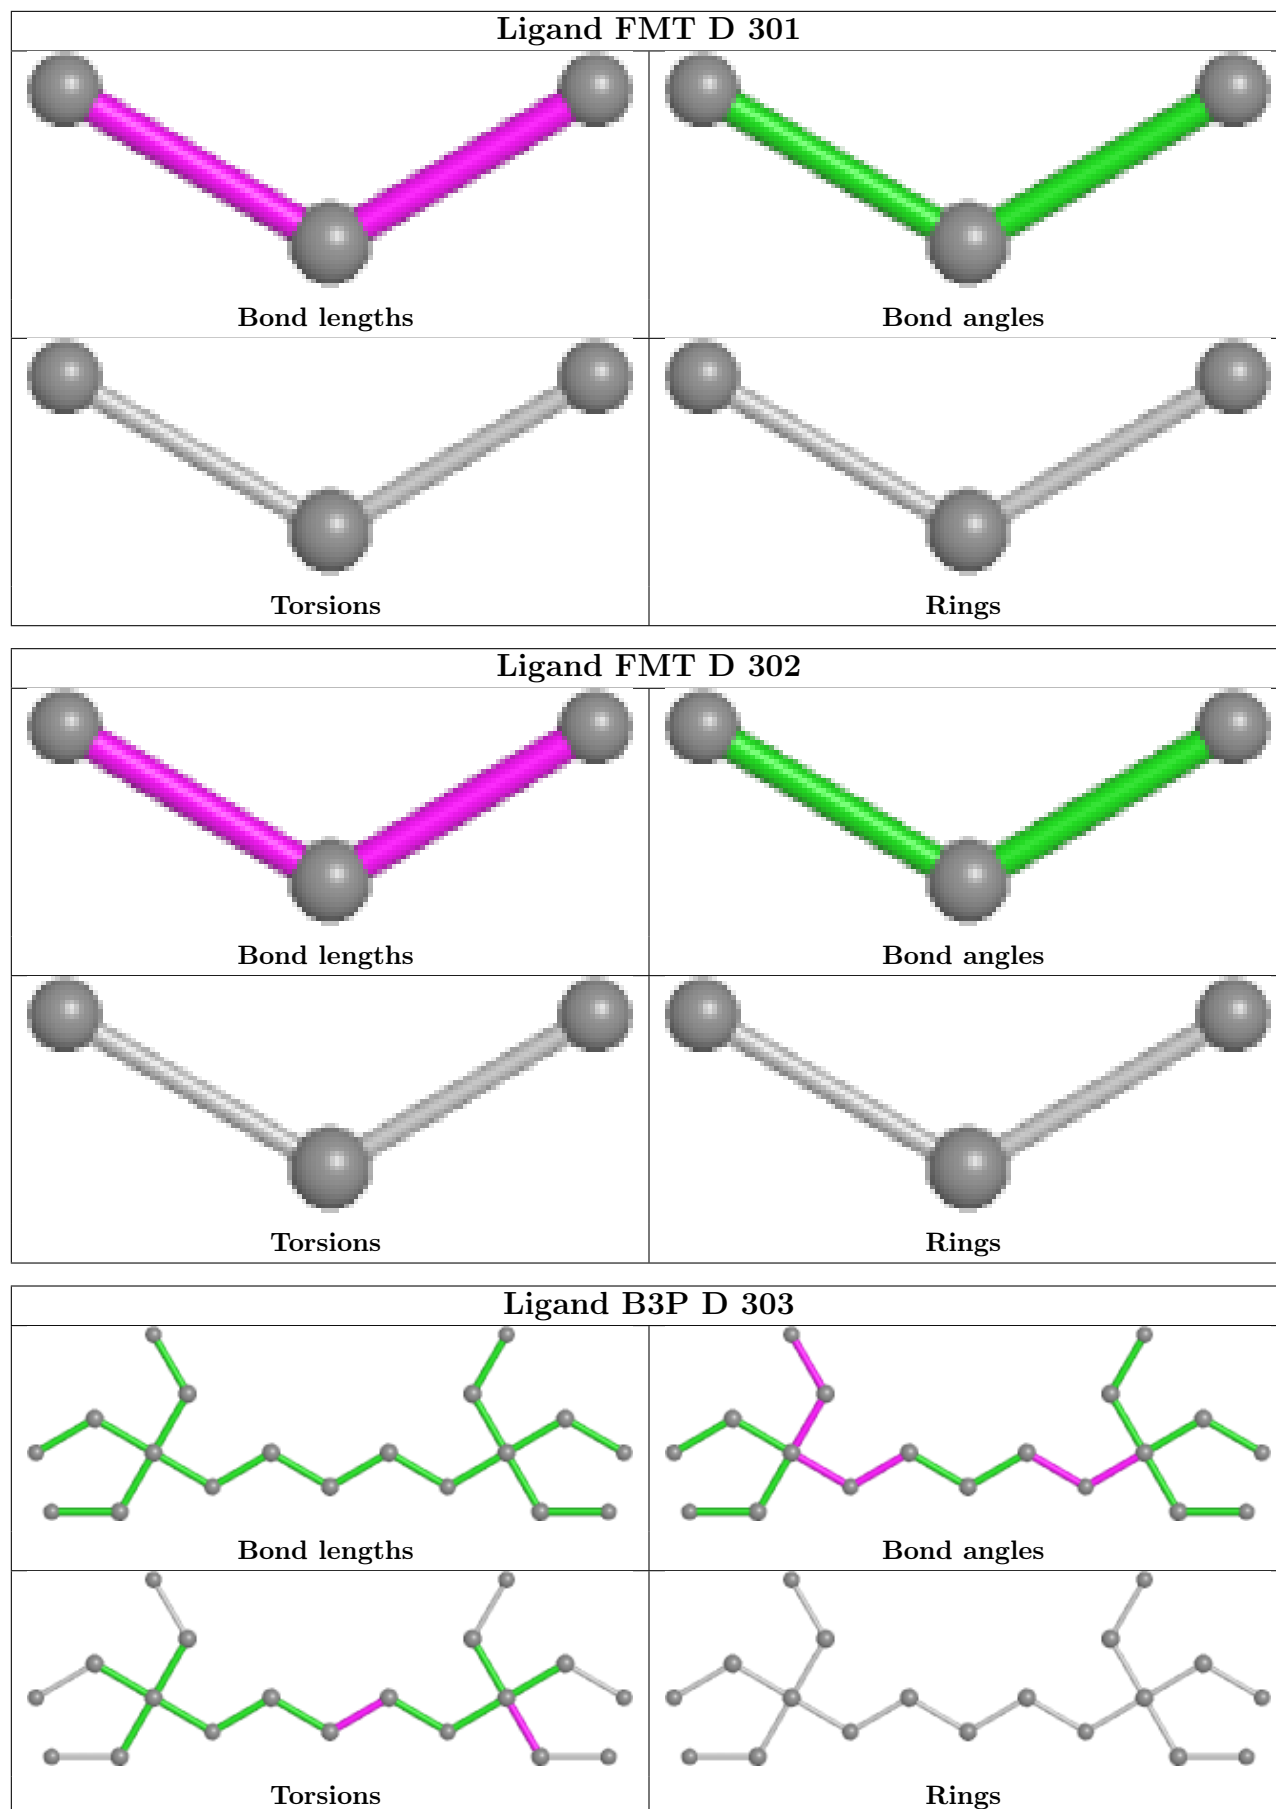 Ligand FMT D 301
Bond lengths
Bond angles
Torsions
Rings
Ligand FMT D 302
Bond lengths
Bond angles
Torsions
Rings
Ligand B3P D 303
Bond lengths
Bond angles
Torsions
Rings